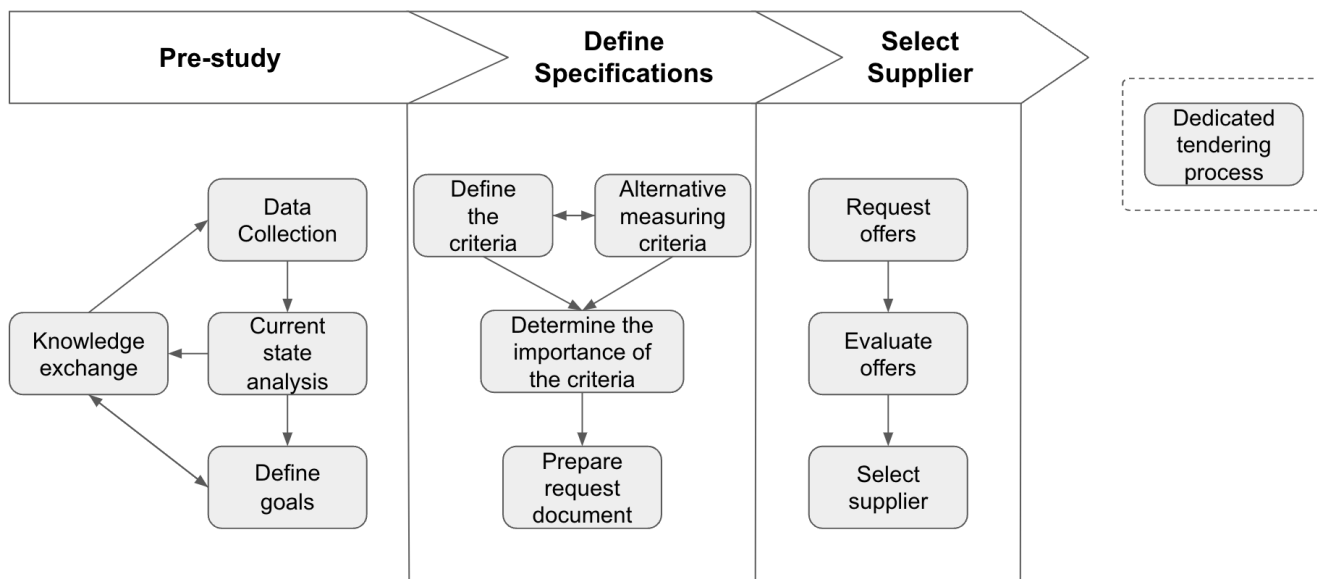 Pre-study
Define
Specifications
Select
Supplier
Dedicated
tendering
process
Data
Collection
Knowledge
exchange
Current
state
analysis
Define
goals
Define
the
criteria
Alternative
measuring
criteria
Determine the
importance of
the criteria
Prepare
request
document
Request
offers
Evaluate
offers
Select
supplier